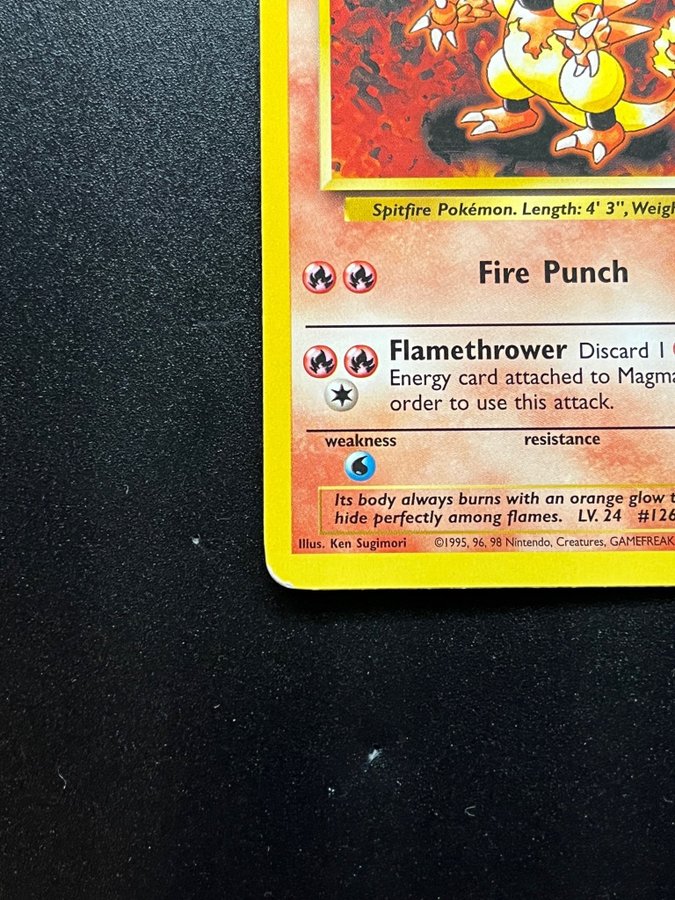 Spitfire Pokémon. Length: 4' 3", Weigh
Fire Punch
Flamethrower Discard 1
Energy card attached to Magma
order to use this attack.
weakness resistance
Its body always burns with an orange glow t
hide perfectly among flames. LV. 24 #126
Illus. Ken Sugimori ©1995, 96, 98 Nintendo, Creatures, GAMEFREAK